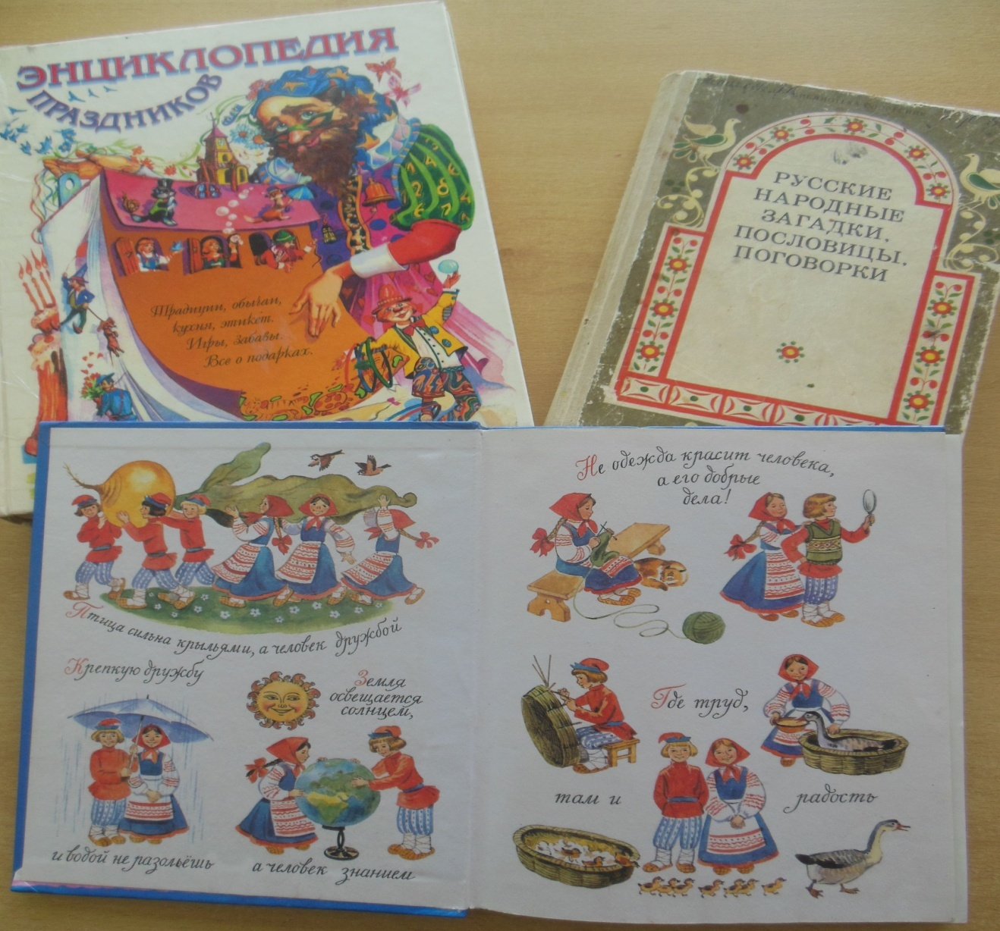 ЭНЦИКЛОПЕДИЯ
ПРАЗДНИКОВ
Традиции, обычаи,
кухня, этикет.
Игры, забавы.
Все о подарках.
РУССКИЕ
НАРОДНЫЕ
ЗАГАДКИ,
ПОСЛОВИЦЫ,
ПОГОВОРКИ
Птица сильна крыльями, а человек дружбой
Крепкую дружбу
и водой не разольёшь
Земля
освещается
солнцем,
а человек знанием
Не одежда красит человека,
а его добрые
дела!
Где труд,
там и
радость